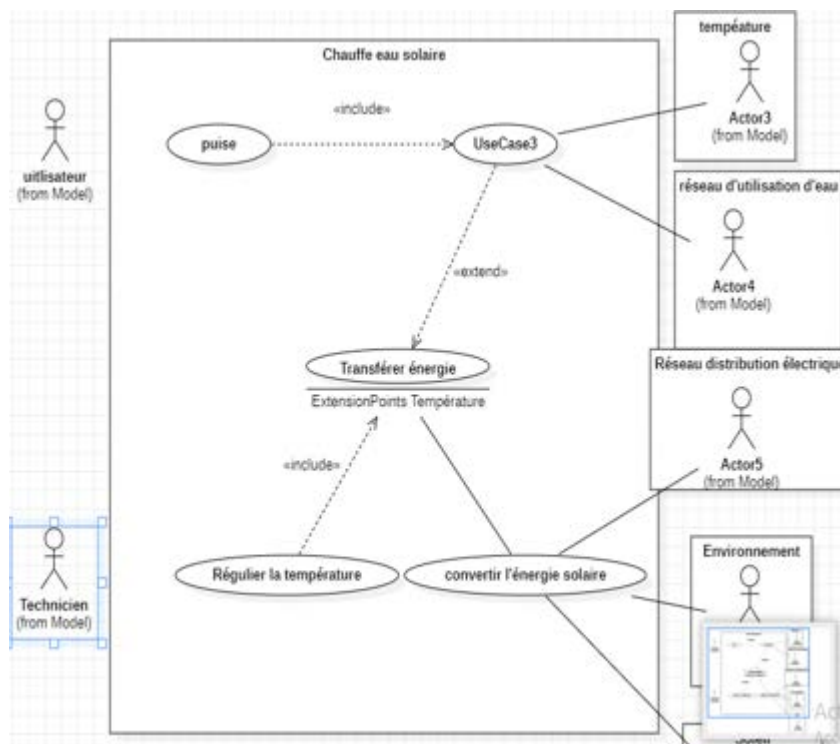 Chauffe eau solaire
tempéature
Actor3
(from Model)
«include»
puise
UseCase3
uitlisateur
(from Model)
réseau d'utilisation d'eau
Actor4
(from Model)
«extend»
Transférer énergie
ExtensionPoints Température
Réseau distribution électrique
Actor5
(from Model)
«include»
Régulier la température
convertir l'énergie solaire
Technicien
(from Model)
Environnement